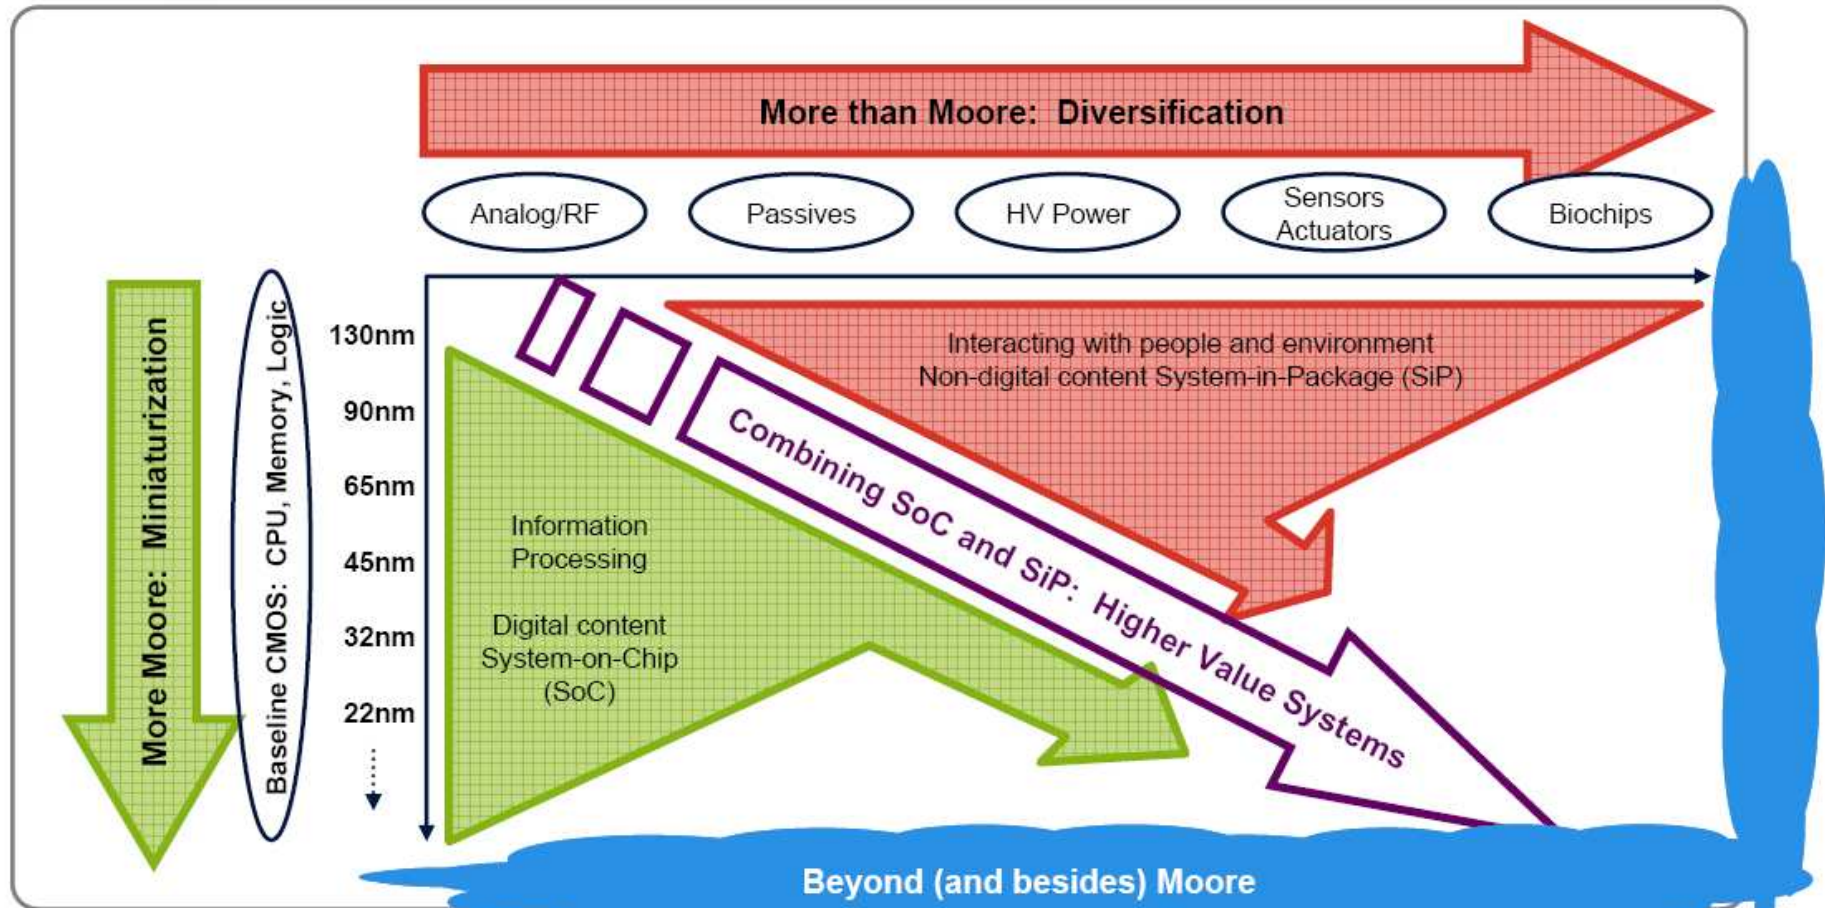 More than Moore: Diversification
Analog/RF
Passives
HV Power
Sensors
Actuators
Biochips
More Moore: Miniaturization
Baseline CMOS: CPU, Memory, Logic
130nm
90nm
65nm
45nm
32nm
22nm
Interacting with people and environment
Non-digital content System-in-Package (SiP)
Combining SoC and SiP: Higher Value Systems
Information
Processing
Digital content
System-on-Chip
(SoC)
Beyond (and besides) Moore